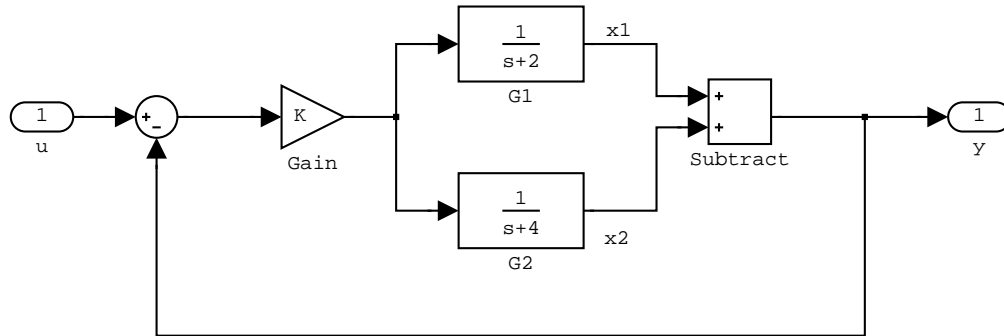 1
u
+
−
K
Gain
1
s+2
G1
x1
1
s+4
G2
x2
+
+
Subtract
1
y